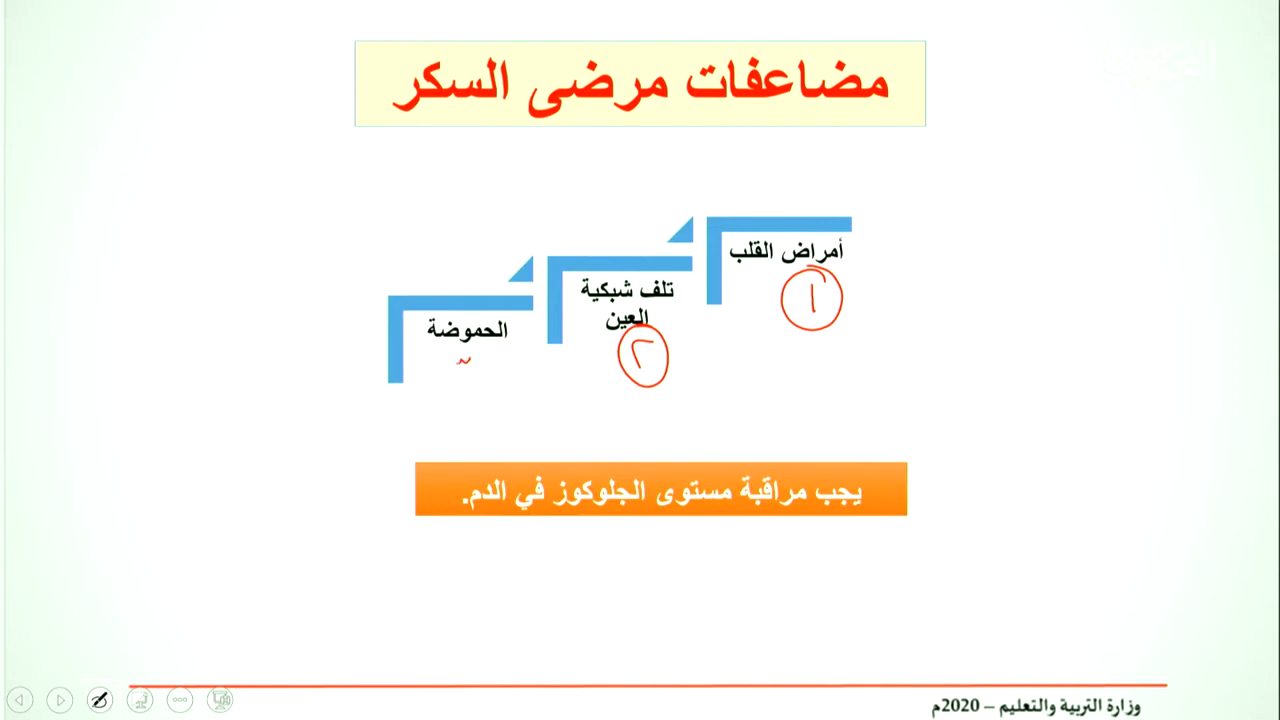 مضاعفات مرضى السكر
أمراض القلب
١
تلف شبكية
العين
٢
الحموضة
يجب مراقبة مستوى الجلوكوز في الدم.
وزارة التربية والتعليم – 2020م